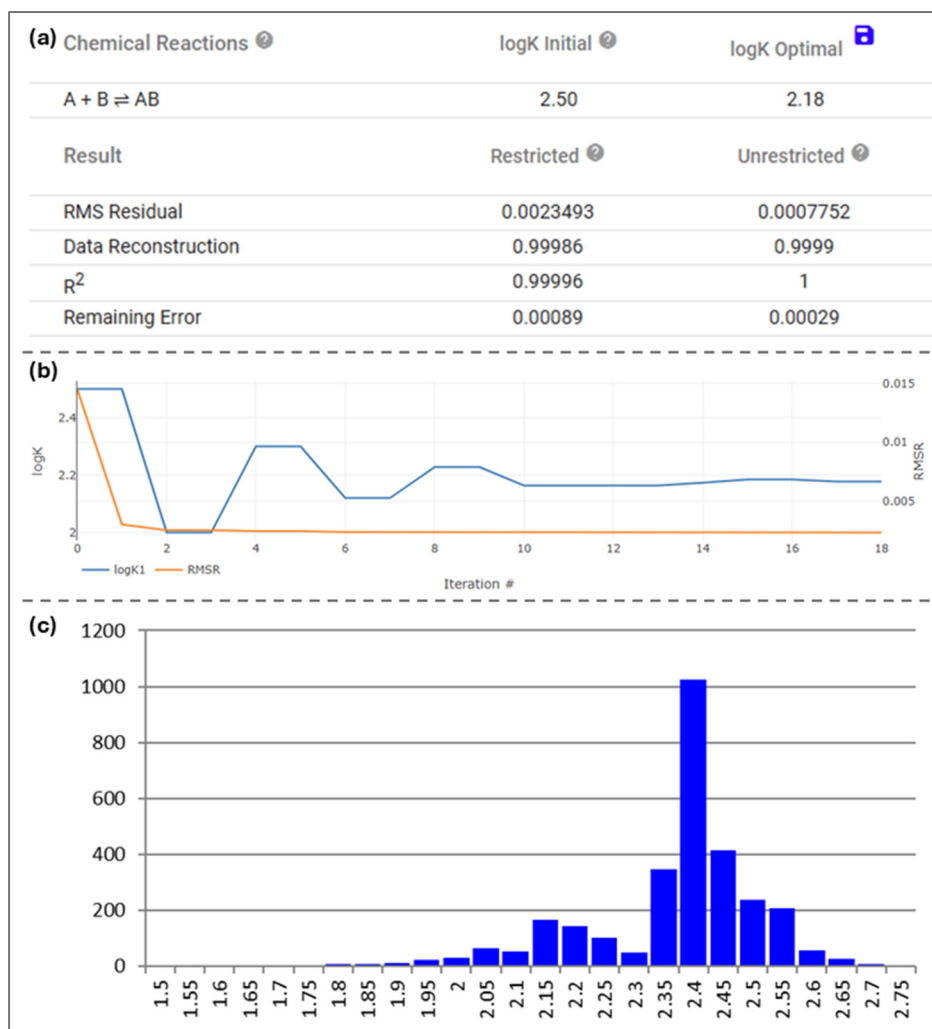 (a) Chemical Reactions ? logK Initial ? logK Optimal
A + B ⇌ AB 2.50 2.18
Result Restricted ? Unrestricted ?
RMS Residual 0.0023493 0.0007752
Data Reconstruction 0.99986 0.9999
R² 0.99996 1
Remaining Error 0.00089 0.00029
(b)
0.015
2.4
0.01
logK
RMSR
2.2
0.005
2
0 2 4 6 8 10 12 14 16 18
logK1 RMSR
Iteration #
(c)
1200
1000
800
600
400
200
0
1.5 1.55 1.6 1.65 1.7 1.75 1.8 1.85 1.9 1.95 2 2.05 2.1 2.15 2.2 2.25 2.3 2.35 2.4 2.45 2.5 2.55 2.6 2.65 2.7 2.75